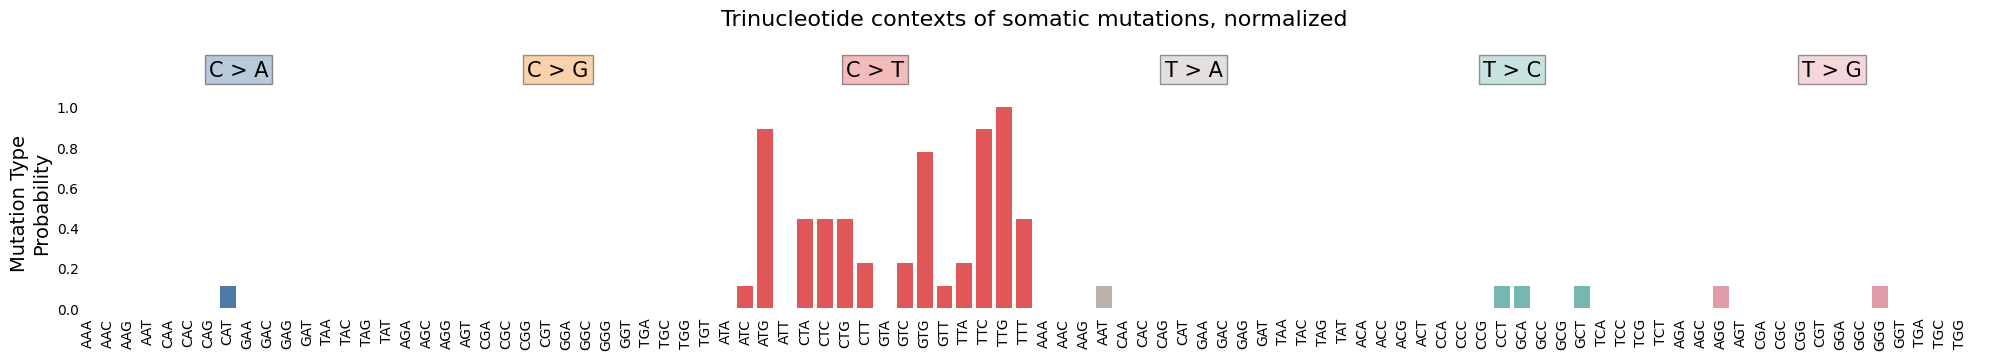 Trinucleotide contexts of somatic mutations, normalized
C > A C > G C > T T > A T > C T > G
Mutation Type
Probability
1.0
0.8
0.6
0.4
0.2
0.0
AAA AAC AAG AAT CAA CAC CAG CAT GAA GAC GAG GAT TAA TAC TAG TAT AGA AGC AGG AGT CGA CGC CGG CGT GGA GGC GGG GGT TGA TGC TGG TGT ATA ATC ATG ATT CTA CTC CTG CTT GTA GTC GTG GTT TTA TTC TTG TTT AAA AAC AAG AAT CAA CAC CAG CAT GAA GAC GAG GAT TAA TAC TAG TAT ACA ACC ACG ACT CCA CCC CCG CCT GCA GCC GCG GCT TCA TCC TCG TCT AGA AGC AGG AGT CGA CGC CGG CGT GGA GGC GGG GGT TGA TGC TGG